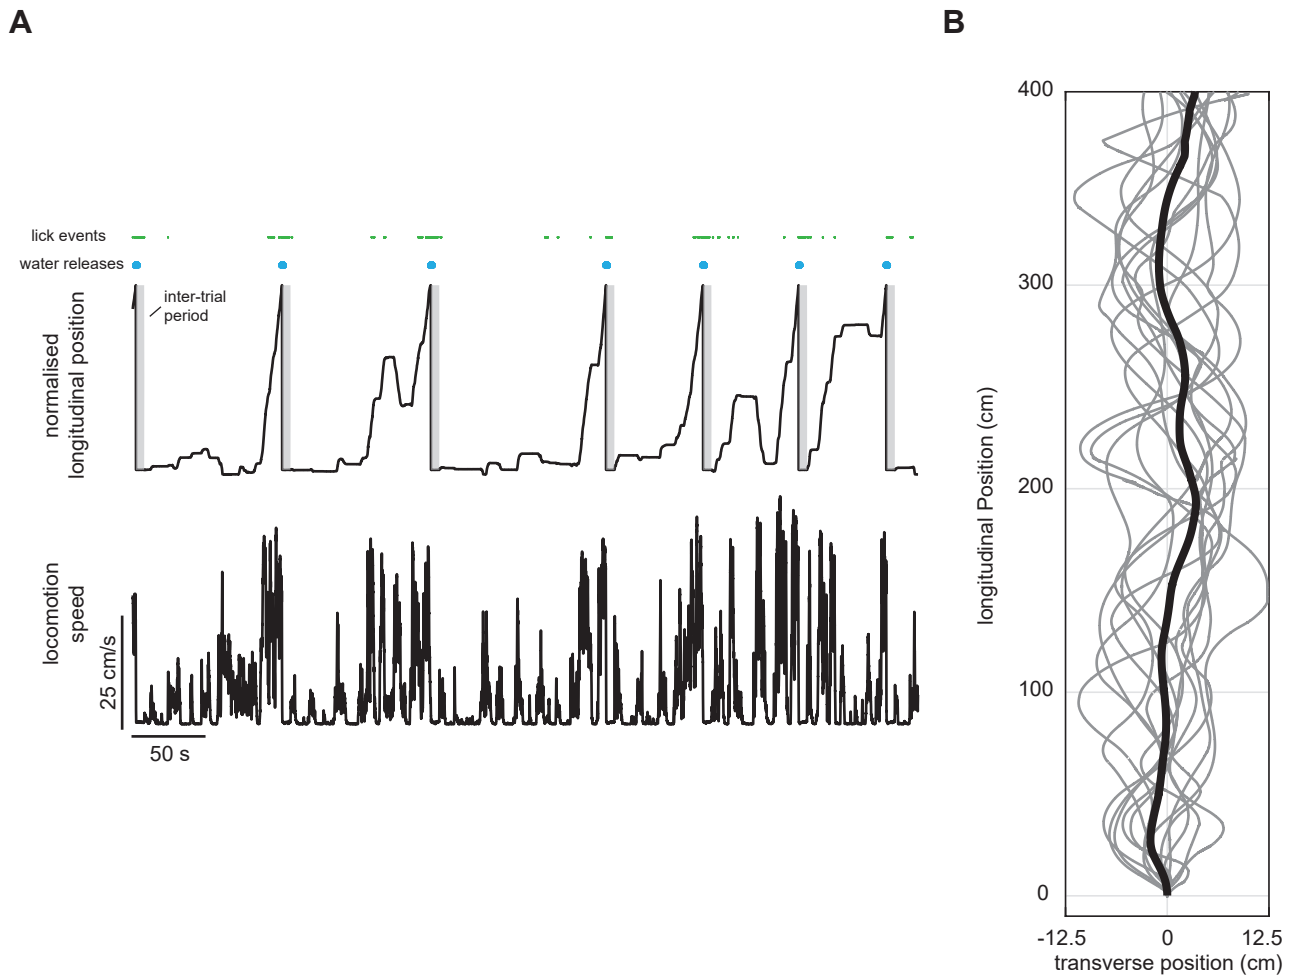 A
lick events
water releases
inter-trial
period
normalised
longitudinal position
locomotion
speed
25 cm/s
50 s
B
400
300
200
100
0
longitudinal Position (cm)
-12.5
0
12.5
transverse position (cm)